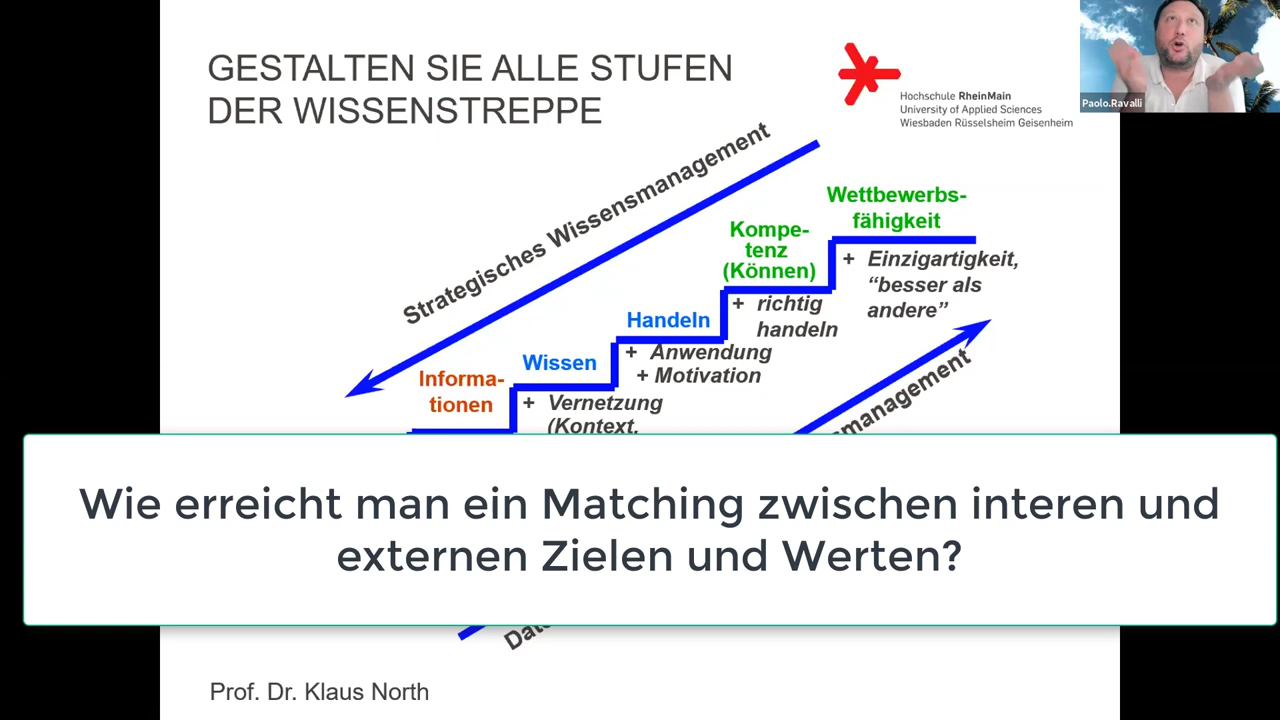 GESTALTEN SIE ALLE STUFEN
DER WISSENSTREPPE
Hochschule RheinMain
University of Applied Sciences
Wiesbaden Rüsselsheim Geisenheim
Paolo.Ravalli
Strategisches Wissensmanagement
Wettbewerbs-
fähigkeit
+ Einzigartigkeit,
“besser als
andere”
Kompe-
tenz
(Können)
+ richtig
handeln
Handeln
+ Anwendung
+ Motivation
Wissen
+ Vernetzung
(Kontext,
Informa-
tionen
management
Wie erreicht man ein Matching zwischen interen und
externen Zielen und Werten?
Prof. Dr. Klaus North